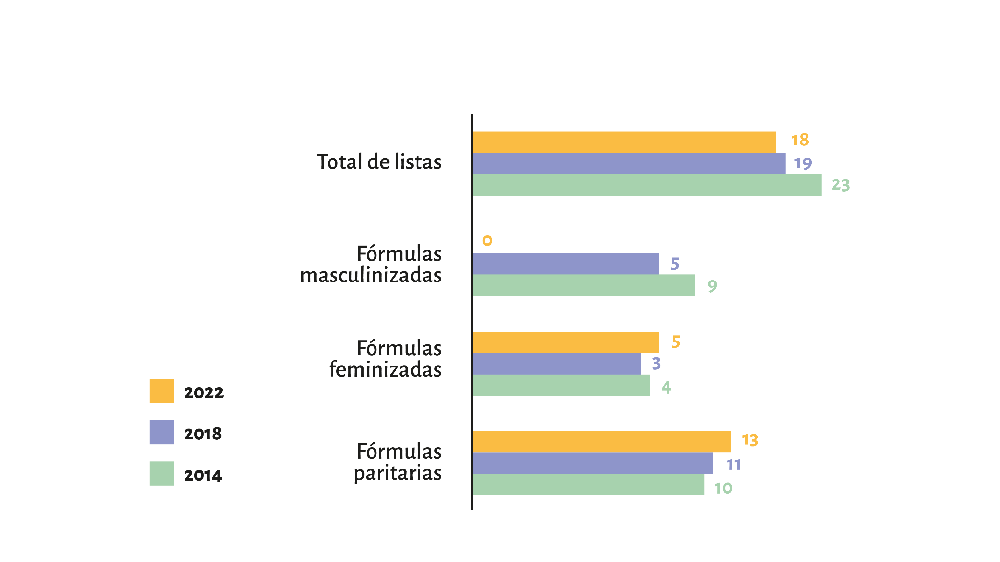 Total de listas
18
19
23
Fórmulas
masculinizadas
0
5
9
Fórmulas
feminizadas
5
3
4
Fórmulas
paritarias
13
11
10
2022
2018
2014